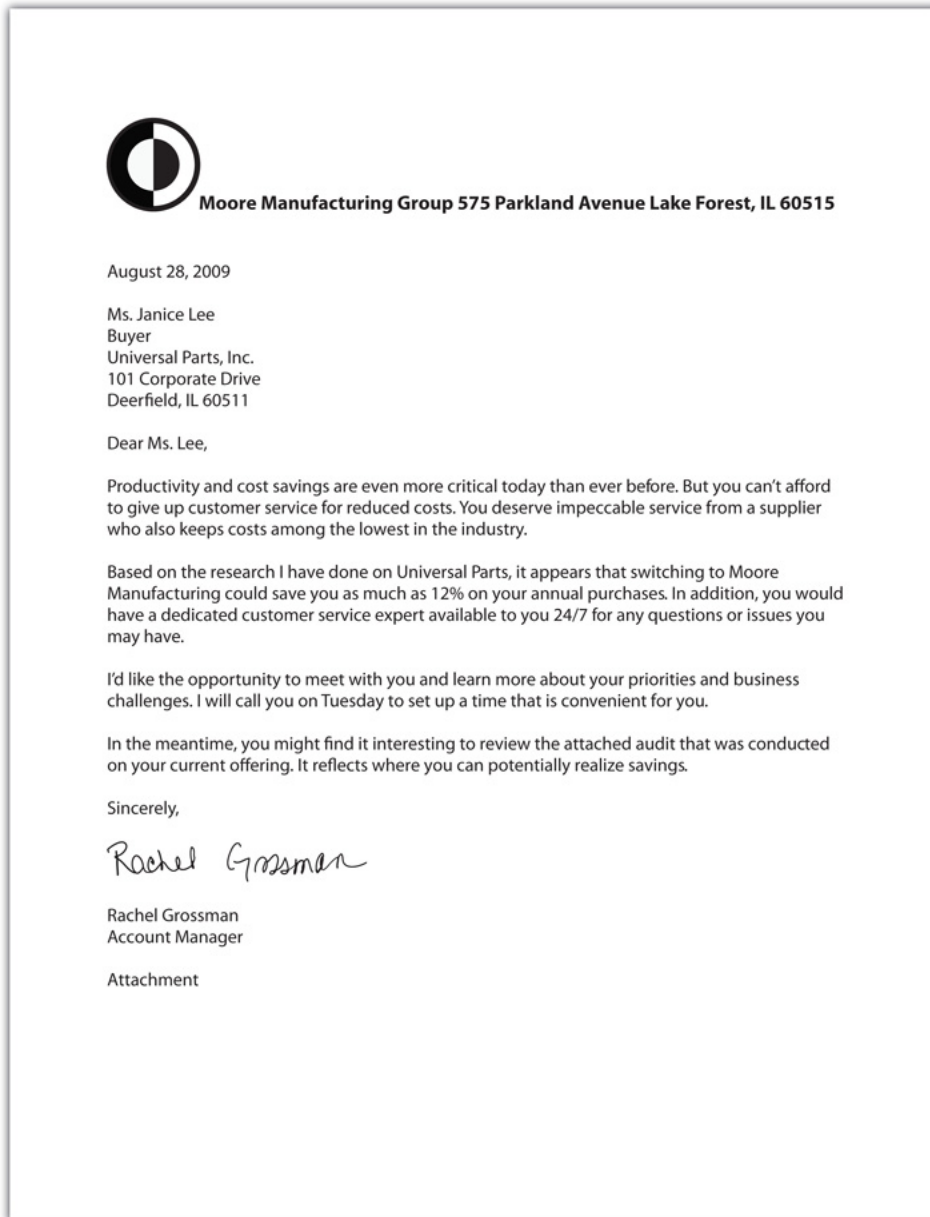 Moore Manufacturing Group 575 Parkland Avenue Lake Forest, IL 60515
August 28, 2009
Ms. Janice Lee
Buyer
Universal Parts, Inc.
101 Corporate Drive
Deerfield, IL 60511
Dear Ms. Lee,
Productivity and cost savings are even more critical today than ever before. But you can't afford
to give up customer service for reduced costs. You deserve impeccable service from a supplier
who also keeps costs among the lowest in the industry.
Based on the research I have done on Universal Parts, it appears that switching to Moore
Manufacturing could save you as much as 12% on your annual purchases. In addition, you would
have a dedicated customer service expert available to you 24/7 for any questions or issues you
may have.
I'd like the opportunity to meet with you and learn more about your priorities and business
challenges. I will call you on Tuesday to set up a time that is convenient for you.
In the meantime, you might find it interesting to review the attached audit that was conducted
on your current offering. It reflects where you can potentially realize savings.
Sincerely,
Rachel Grossman
Rachel Grossman
Account Manager
Attachment